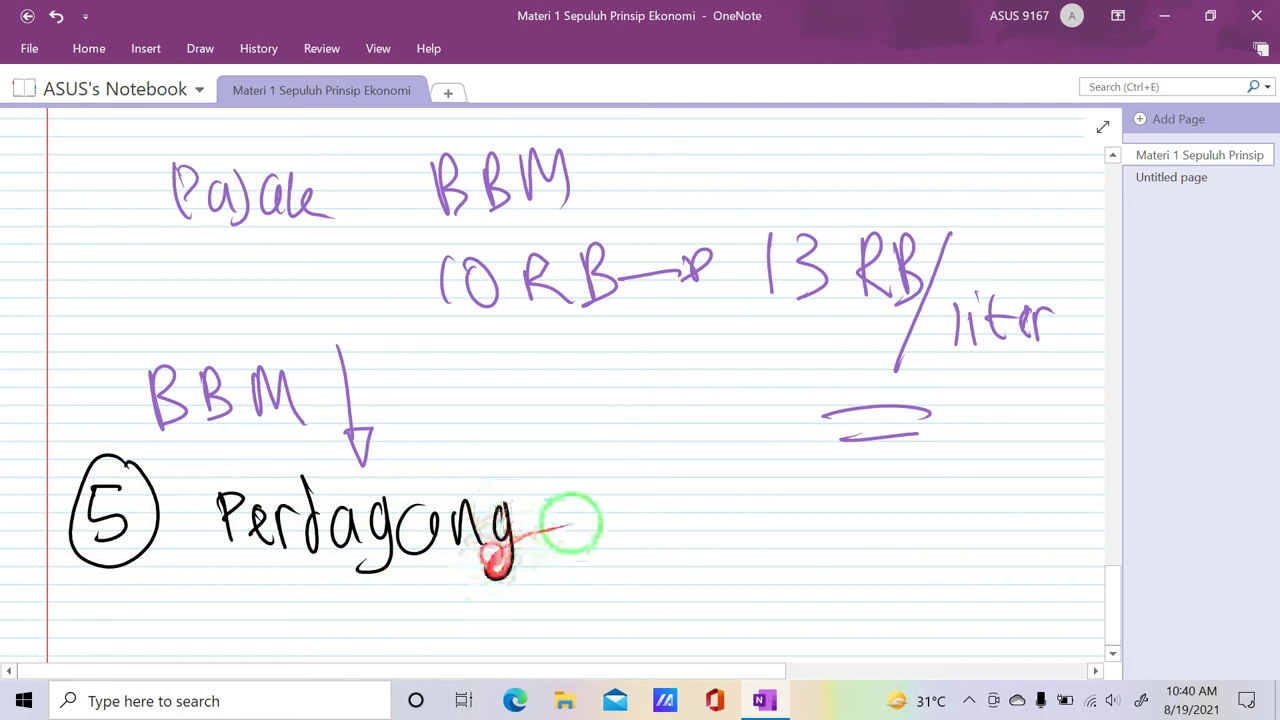 Materi 1 Sepuluh Prinsip Ekonomi - OneNote
ASUS 9167
A
File Home Insert Draw History Review View Help
ASUS's Notebook
Materi 1 Sepuluh Prinsip Ekonomi
Search (Ctrl+E)
Add Page
Materi 1 Sepuluh Prinsip
Untitled page
Pajak BBM
10 RB → 13 RB/
liter
BBM ↓
5 Perdagang
Type here to search
31°C
10:40 AM
8/19/2021